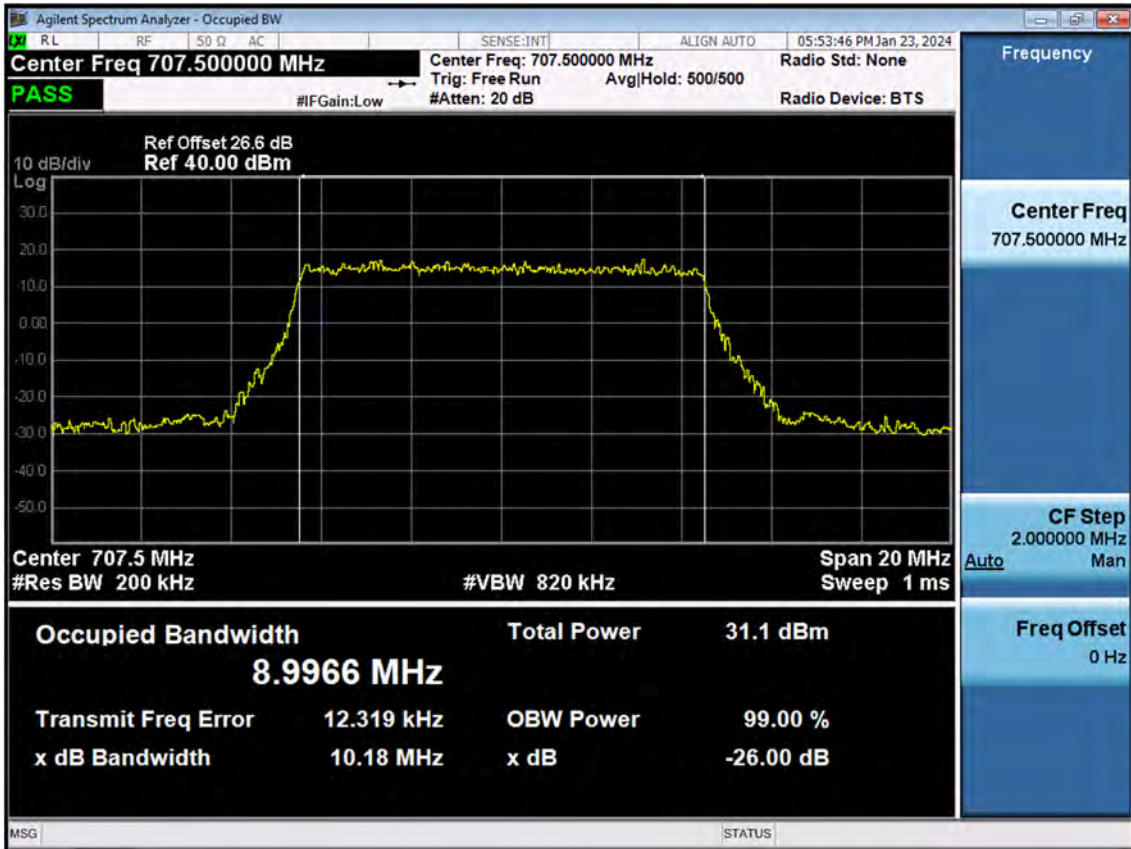 Agilent Spectrum Analyzer - Occupied BW
LXI RL RF 50 Ω AC SENSE:INT ALIGN AUTO 05:53:46 PM Jan 23, 2024
Center Freq 707.500000 MHz
Center Freq: 707.500000 MHz
Radio Std: None
Trig: Free Run Avg|Hold: 500/500
PASS
#IFGain:Low
#Atten: 20 dB
Radio Device: BTS
Ref Offset 26.6 dB
10 dB/div Ref 40.00 dBm
Log
30.0
20.0
10.0
0.00
-10.0
-20.0
-30.0
-40.0
-50.0
Center 707.5 MHz Span 20 MHz
#Res BW 200 kHz #VBW 820 kHz Sweep 1 ms
Occupied Bandwidth Total Power 31.1 dBm
8.9966 MHz
Transmit Freq Error 12.319 kHz OBW Power 99.00 %
x dB Bandwidth 10.18 MHz x dB -26.00 dB
MSG STATUS
Frequency
Center Freq
707.500000 MHz
CF Step
2.000000 MHz
Auto Man
Freq Offset
0 Hz